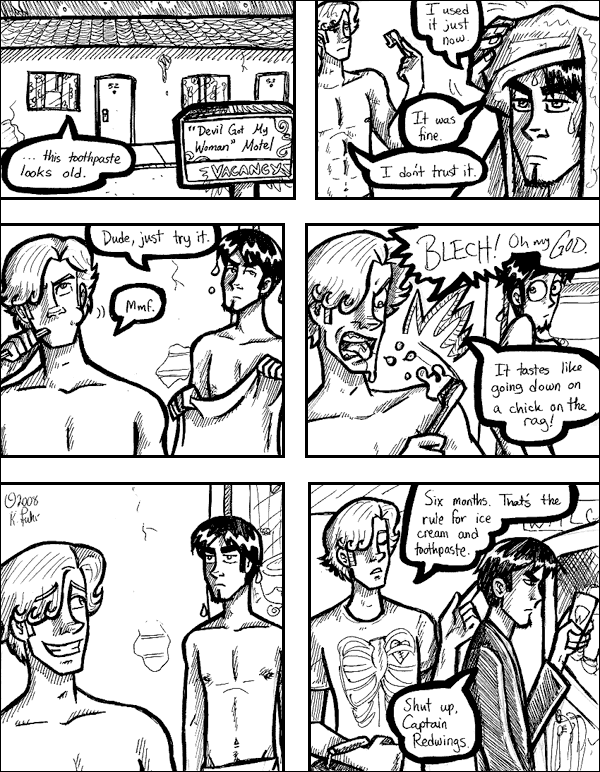 ... this toothpaste
looks old.
52
"Devil Got My
Woman" Motel
VACANCY
I used
it just
now.
It was
fine.
I don't trust it.
Dude, just try it.
Mmf.
BLECH! Oh my GOD.
It tastes like
going down on
a chick on the
rag!
©2008
Six months. That's the
rule for ice
cream and
toothpaste.
Shut up,
Captain
Redwings.